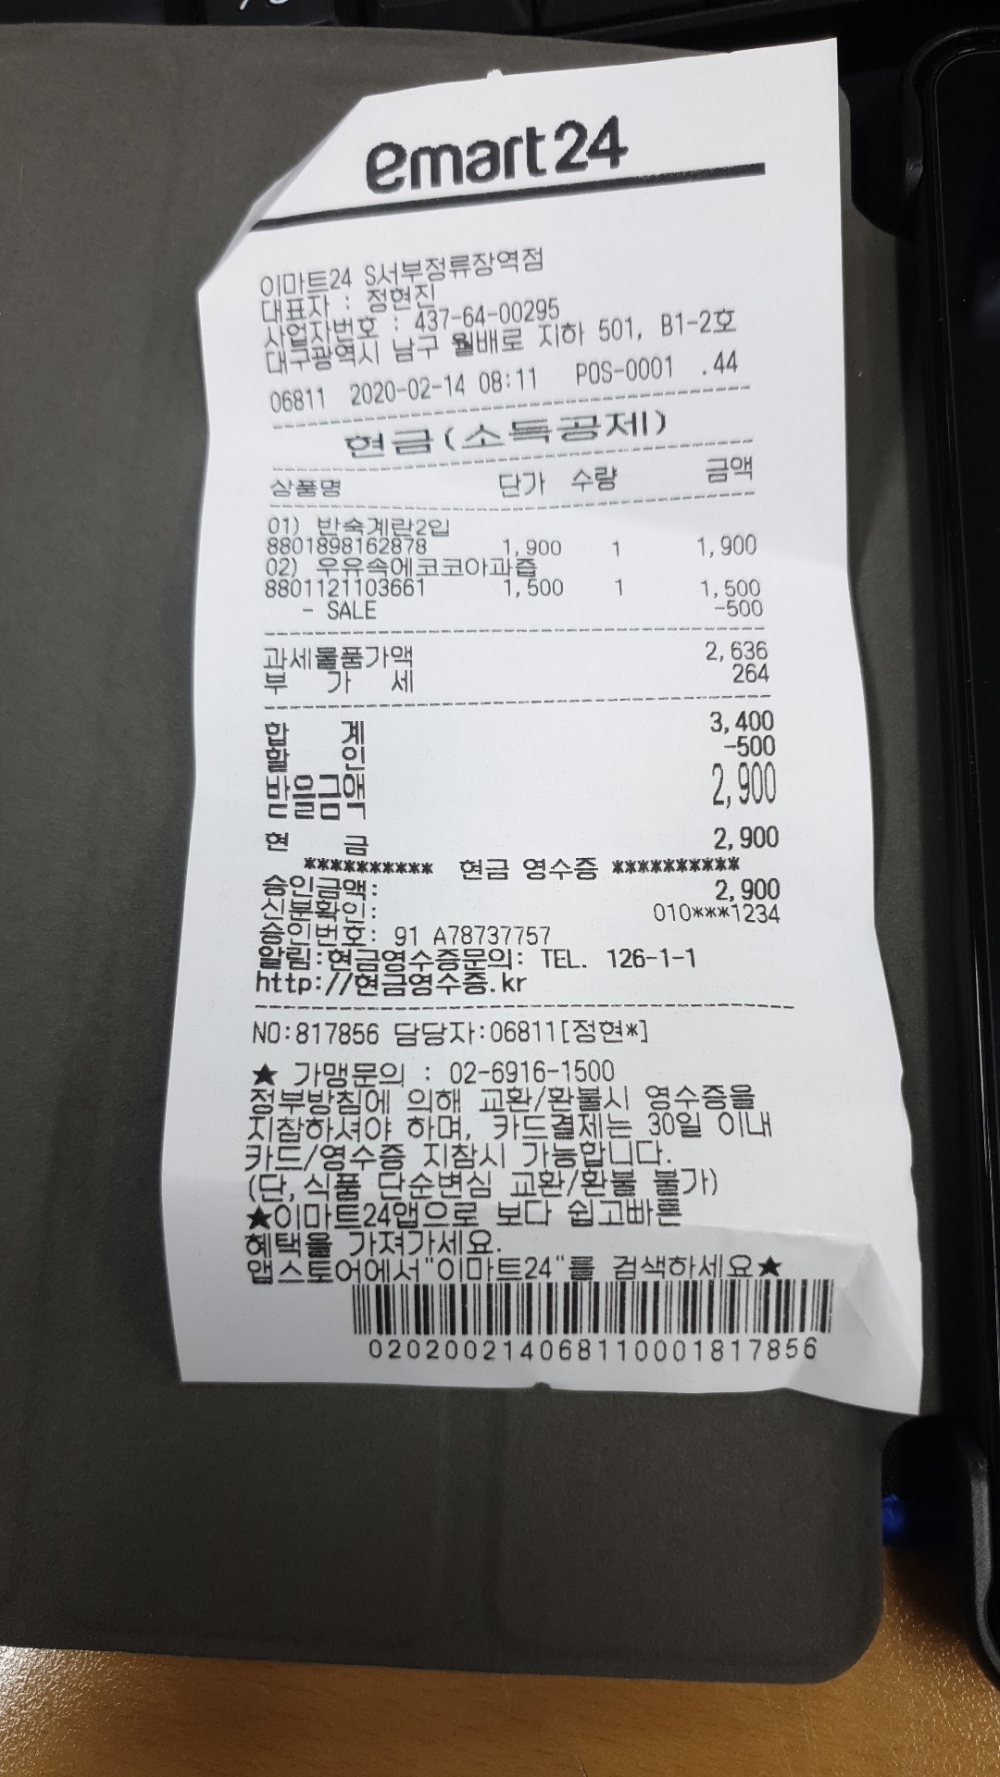 emart24
이마트24 S서부정류장역점
대표자 : 정현진
사업자번호 : 437-64-00295
대구광역시 남구 월배로 지하 501, B1-2호
06811 2020-02-14 08:11 POS-0001 .44
현금(소득공제)
상품명 단가 수량 금액
01) 반숙계란2입
8801898162878 1,900 1 1,900
02) 우유속에코코아과즙
8801121103661 1,500 1 1,500
- SALE -500
과세물품가액 2,636
부 가 세 264
합 계 3,400
할 인 -500
받을금액 2,900
현 금 2,900
********** 현금 영수증 **********
승인금액: 2,900
신분확인: 010***1234
승인번호: 91 A78737757
알림:현금영수증문의: TEL. 126-1-1
http://현금영수증.kr
NO:817856 담당자:06811[정현*]
★ 가맹문의 : 02-6916-1500
정부방침에 의해 교환/환불시 영수증을
지참하셔야 하며, 카드결제는 30일 이내
카드/영수증 지참시 가능합니다.
(단,식품 단순변심 교환/환불 불가)
★이마트24앱으로 보다 쉽고빠른
혜택을 가져가세요.
앱스토어에서"이마트24"를 검색하세요★
020200214068110001817856